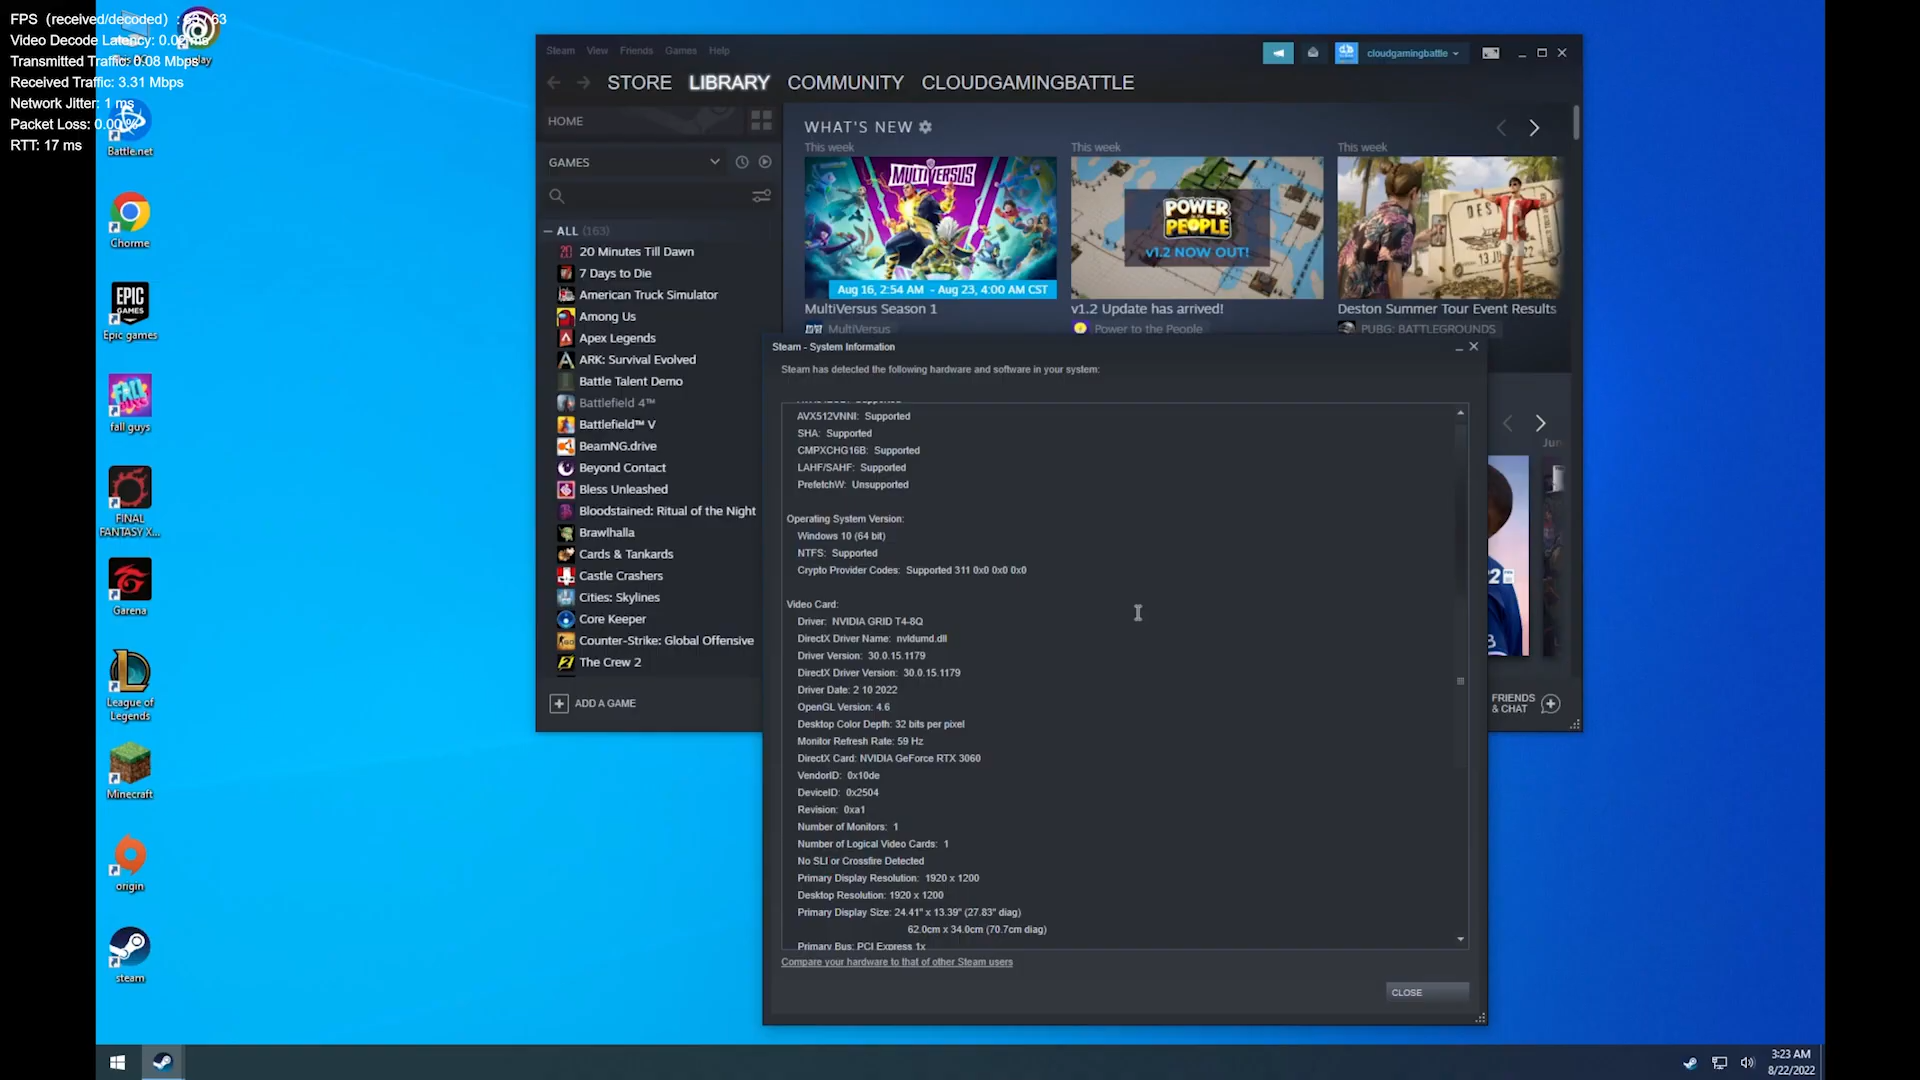 FPS (received/decoded) : / 63
Video Decode Latency: 0.0 ms
Transmitted Traffic: 0.08 Mbps
Received Traffic: 3.31 Mbps
Network Jitter: 1 ms
Packet Loss: 0.00 %
RTT: 17 ms
Battle.net
Chorme
EPIC
GAMES
Epic games
FALL
fall guys
FINAL
FANTASY X...
Garena
League of
Legends
Minecraft
origin
steam
Steam View Friends Games Help
cloudgamingbattle
STORE LIBRARY COMMUNITY CLOUDGAMINGBATTLE
HOME
GAMES
ALL (163)
20 Minutes Till Dawn
7 Days to Die
American Truck Simulator
Among Us
Apex Legends
ARK: Survival Evolved
Battle Talent Demo
Battlefield 4™
Battlefield™ V
BeamNG.drive
Beyond Contact
Bless Unleashed
Bloodstained: Ritual of the Night
Brawlhalla
Cards & Tankards
Castle Crashers
Cities: Skylines
Core Keeper
Counter-Strike: Global Offensive
The Crew 2
ADD A GAME
WHAT'S NEW
This week
MULTIVERSUS
Aug 16, 2:54 AM - Aug 23, 4:00 AM CST
MultiVersus Season 1
MultiVersus
This week
POWER
PEOPLE
v1.2 NOW OUT!
v1.2 Update has arrived!
Power to the People
This week
Deston Summer Tour Event Results
PUBG: BATTLEGROUNDS
FRIENDS
& CHAT
Steam - System Information
Steam has detected the following hardware and software in your system:
AVX512VNNI: Supported
SHA: Supported
CMPXCHG16B: Supported
LAHF/SAHF: Supported
PrefetchW: Unsupported
Operating System Version:
Windows 10 (64 bit)
NTFS: Supported
Crypto Provider Codes: Supported 311 0x0 0x0 0x0
Video Card:
Driver: NVIDIA GRID T4-8Q
DirectX Driver Name: nvldumd.dll
Driver Version: 30.0.15.1179
DirectX Driver Version: 30.0.15.1179
Driver Date: 2 10 2022
OpenGL Version: 4.6
Desktop Color Depth: 32 bits per pixel
Monitor Refresh Rate: 59 Hz
DirectX Card: NVIDIA GeForce RTX 3060
VendorID: 0x10de
DeviceID: 0x2504
Revision: 0xa1
Number of Monitors: 1
Number of Logical Video Cards: 1
No SLI or Crossfire Detected
Primary Display Resolution: 1920 x 1200
Desktop Resolution: 1920 x 1200
Primary Display Size: 24.41" x 13.39" (27.83" diag)
62.0cm x 34.0cm (70.7cm diag)
Primary Bus: PCI Express 1x
Compare your hardware to that of other Steam users
CLOSE
3:23 AM
8/22/2022